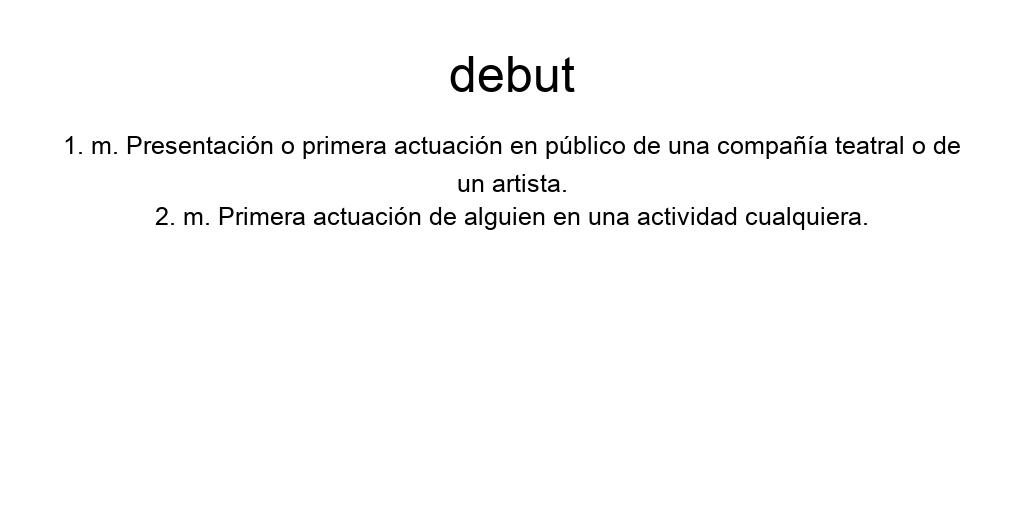 debut
1. m. Presentación o primera actuación en público de una compañía teatral o de
un artista.
2. m. Primera actuación de alguien en una actividad cualquiera.